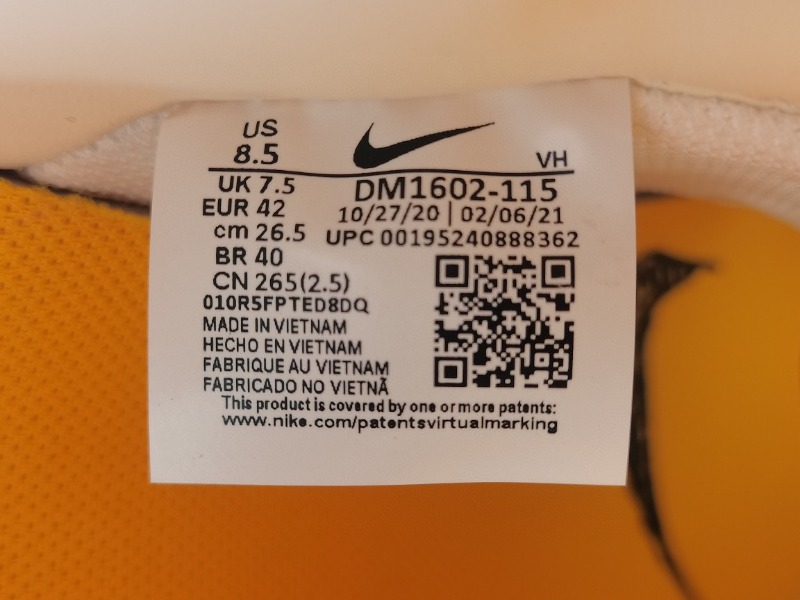 US
8.5
VH
UK 7.5
DM1602-115
EUR 42
10/27/20 | 02/06/21
cm 26.5
UPC 00195240888362
BR 40
CN 265(2.5)
010R5FPTED8DQ
MADE IN VIETNAM
HECHO EN VIETNAM
FABRIQUE AU VIETNAM
FABRICADO NO VIETNÃ
This product is covered by one or more patents:
www.nike.com/patentsvirtualmarking